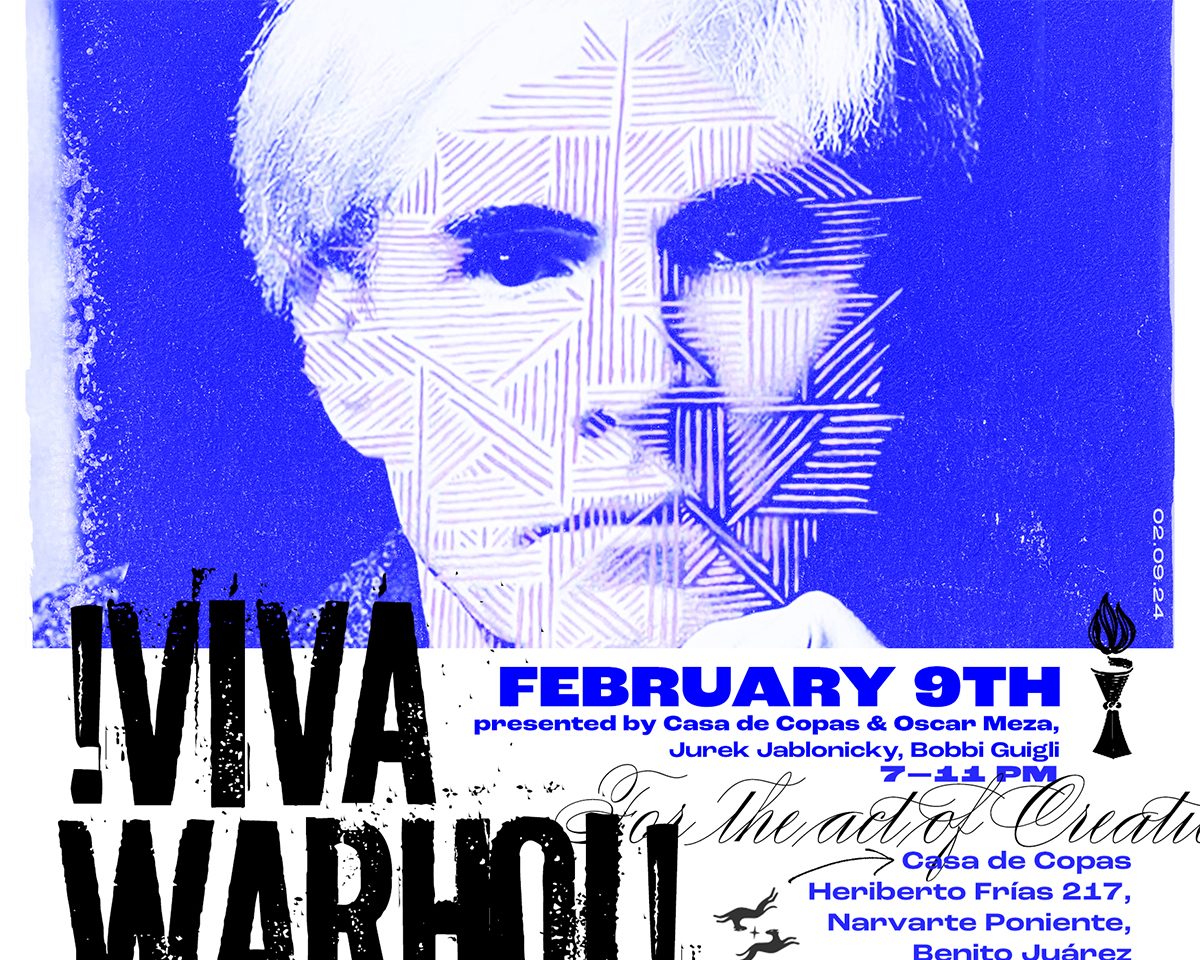 02.09.24
!VIVA
WARHOL!
FEBRUARY 9TH
presented by Casa de Copas & Oscar Meza,
Jurek Jablonicky, Bobbi Guigli
7—11 PM
For the act of Creati
Casa de Copas
Heriberto Frías 217,
Narvarte Poniente,
Benito Juárez